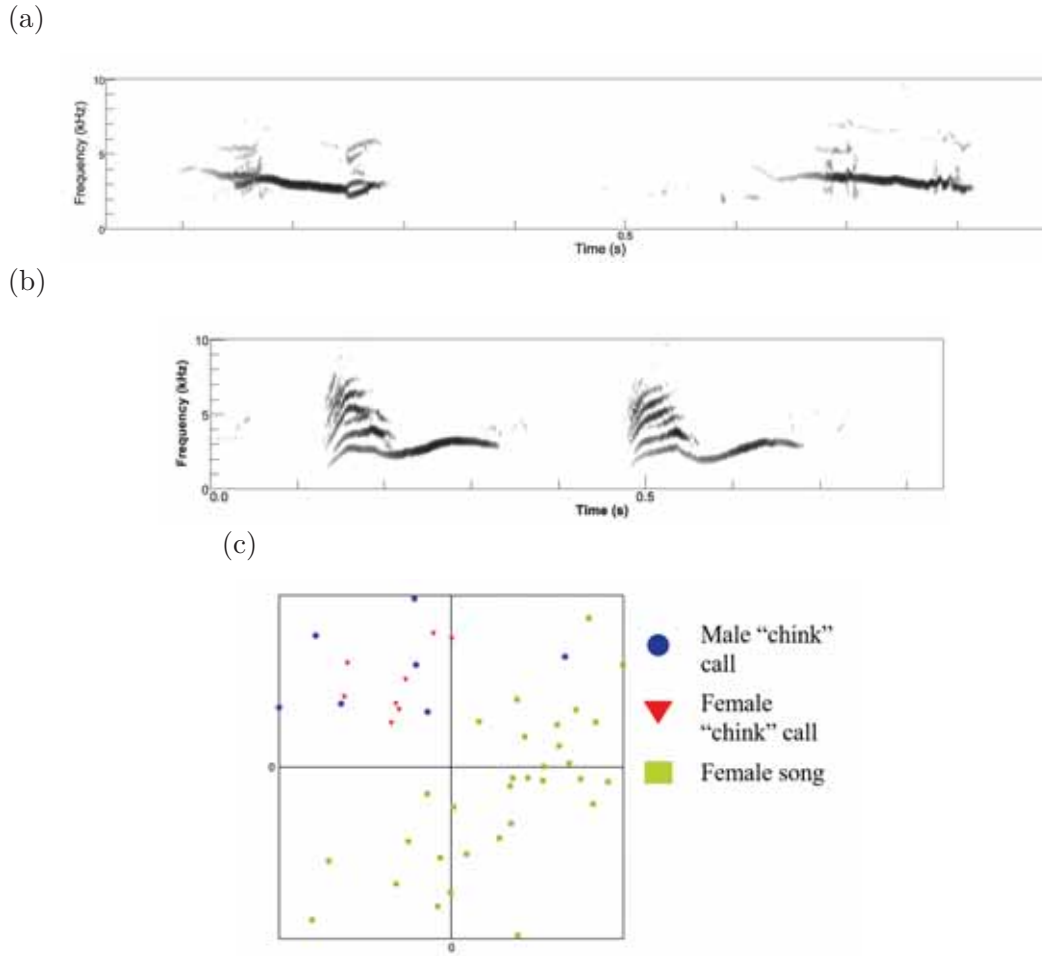 (a)
10
5
0
Frequency (kHz)
0.5
Time (s)
(b)
10
5
0
Frequency (kHz)
0.0
0.5
Time (s)
(c)
0
0
Male “chink”
call
Female
“chink” call
Female song